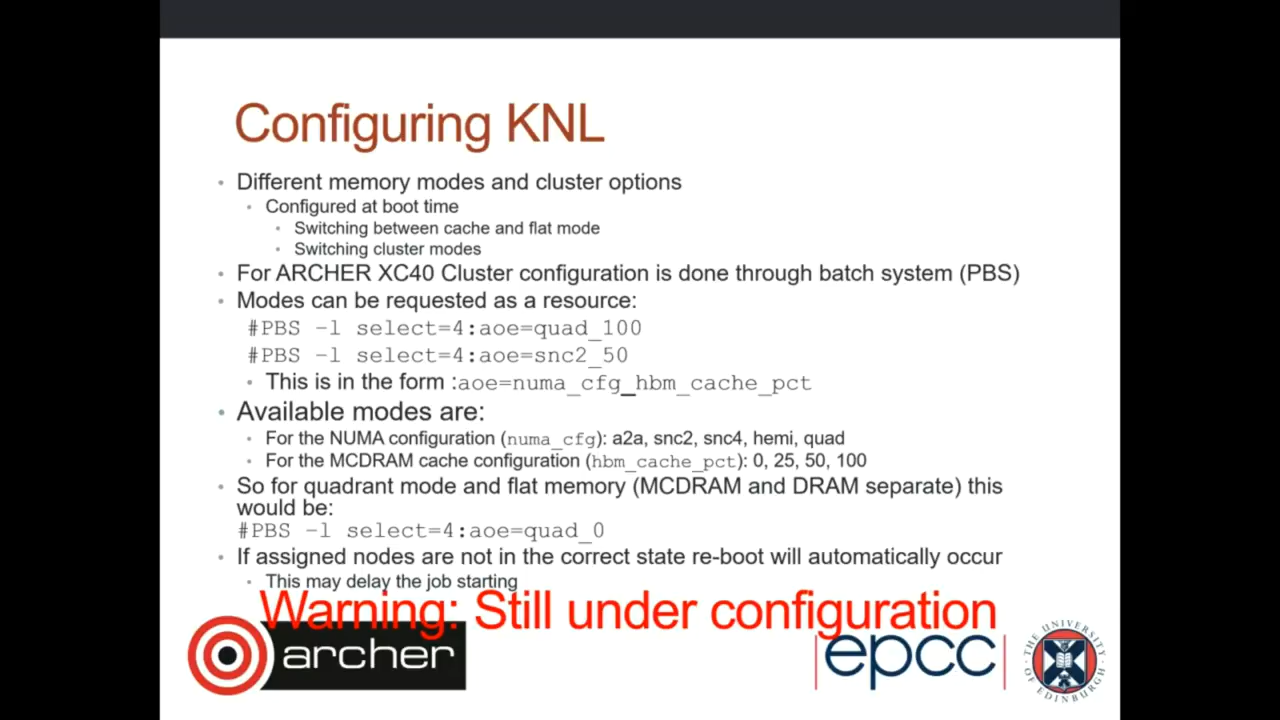 Configuring KNL
• Different memory modes and cluster options
• Configured at boot time
• Switching between cache and flat mode
• Switching cluster modes
• For ARCHER XC40 Cluster configuration is done through batch system (PBS)
• Modes can be requested as a resource:
#PBS -l select=4:aoe=quad_100
#PBS -l select=4:aoe=snc2_50
• This is in the form :aoe=numa_cfg_hbm_cache_pct
• Available modes are:
• For the NUMA configuration (numa_cfg): a2a, snc2, snc4, hemi, quad
• For the MCDRAM cache configuration (hbm_cache_pct): 0, 25, 50, 100
• So for quadrant mode and flat memory (MCDRAM and DRAM separate) this
would be:
#PBS -l select=4:aoe=quad_0
• If assigned nodes are not in the correct state re-boot will automatically occur
• This may delay the job starting
Warning: Still under configuration
archer
epcc
THE UNIVERSITY OF EDINBURGH